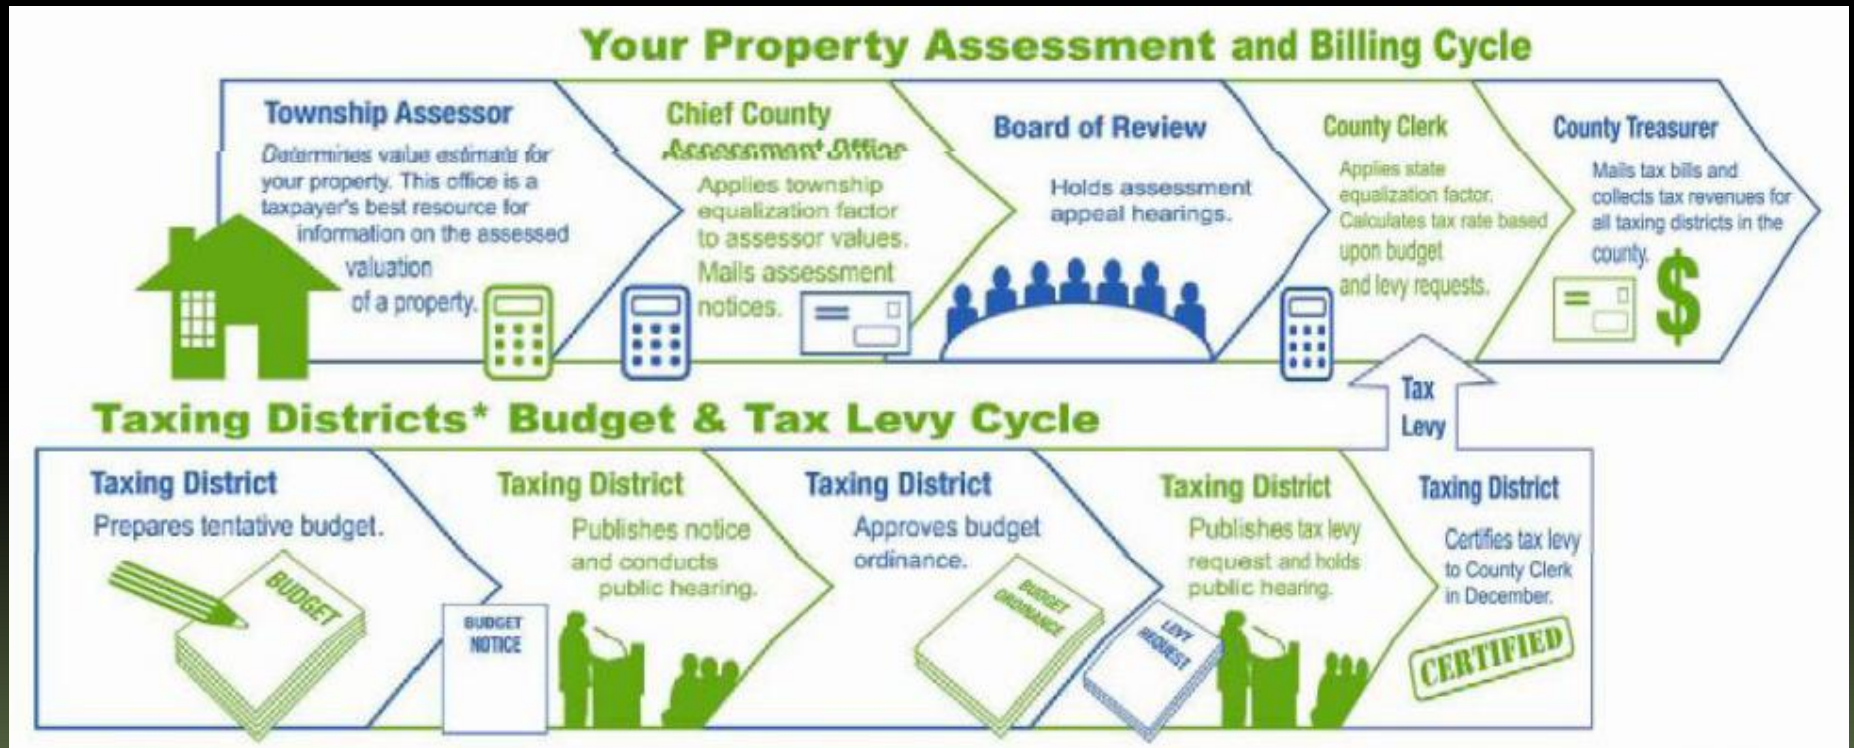 Your Property Assessment and Billing Cycle
Township Assessor
Determines value estimate for
your property. This office is a
taxpayer's best resource for
information on the assessed
valuation
of a property.
Chief County
Assessment Office
Applies township
equalization factor
to assessor values.
Mails assessment
notices.
Board of Review
Holds assessment
appeal hearings.
County Clerk
Applies state
equalization factor.
Calculates tax rate based
upon budget
and levy requests.
County Treasurer
Mails tax bills and
collects tax revenues for
all taxing districts in the
county.
$
Tax
Levy
Taxing Districts* Budget & Tax Levy Cycle
Taxing District
Prepares tentative budget.
BUDGET
Taxing District
Publishes notice
and conducts
public hearing.
BUDGET
NOTICE
Taxing District
Approves budget
ordinance.
BUDGET
ORDINANCE
Taxing District
Publishes tax levy
request and holds
public hearing.
LEVY
REQUEST
Taxing District
Certifies tax levy
to County Clerk
in December.
CERTIFIED